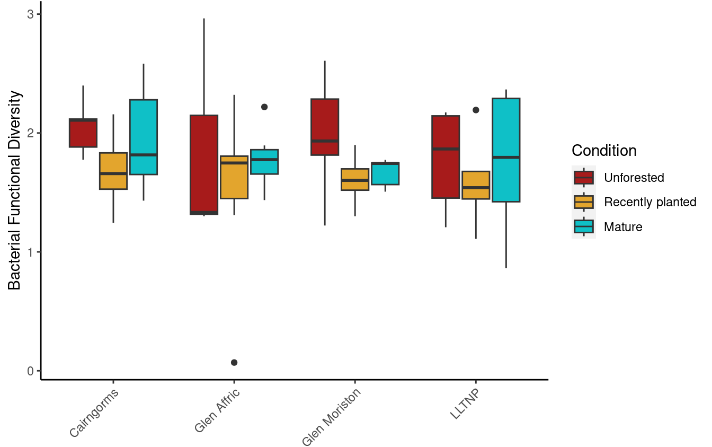 Bacterial Functional Diversity
3
2
1
0
Cairngorms
Glen Affric
Glen Moriston
LLTNP
Condition
Unforested
Recently planted
Mature